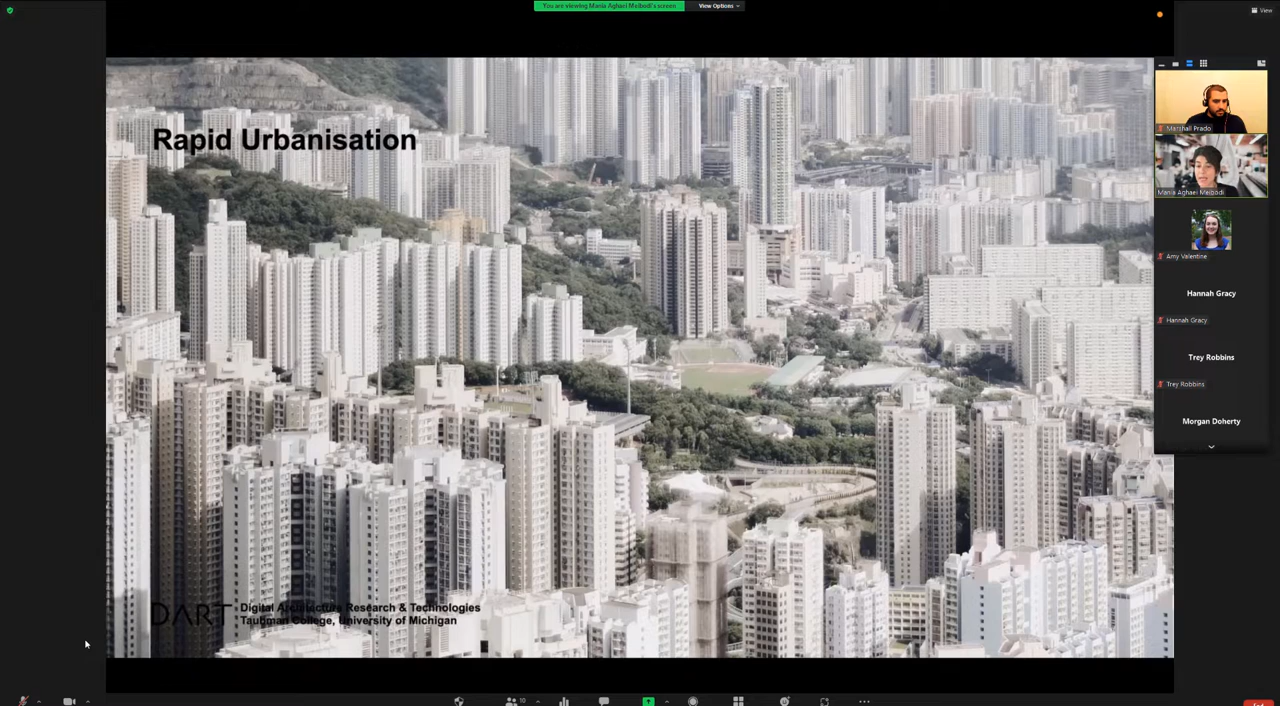 You are viewing Mania Aghaei Meibodi's screen
View Options
View
Rapid Urbanisation
Marshall Prado
Mania Aghaei Meibodi
Amy Valentine
Hannah Gracy
Hannah Gracy
Trey Robbins
Trey Robbins
Morgan Doherty
DART
Digital Architecture Research & Technologies
Taubman College, University of Michigan
10